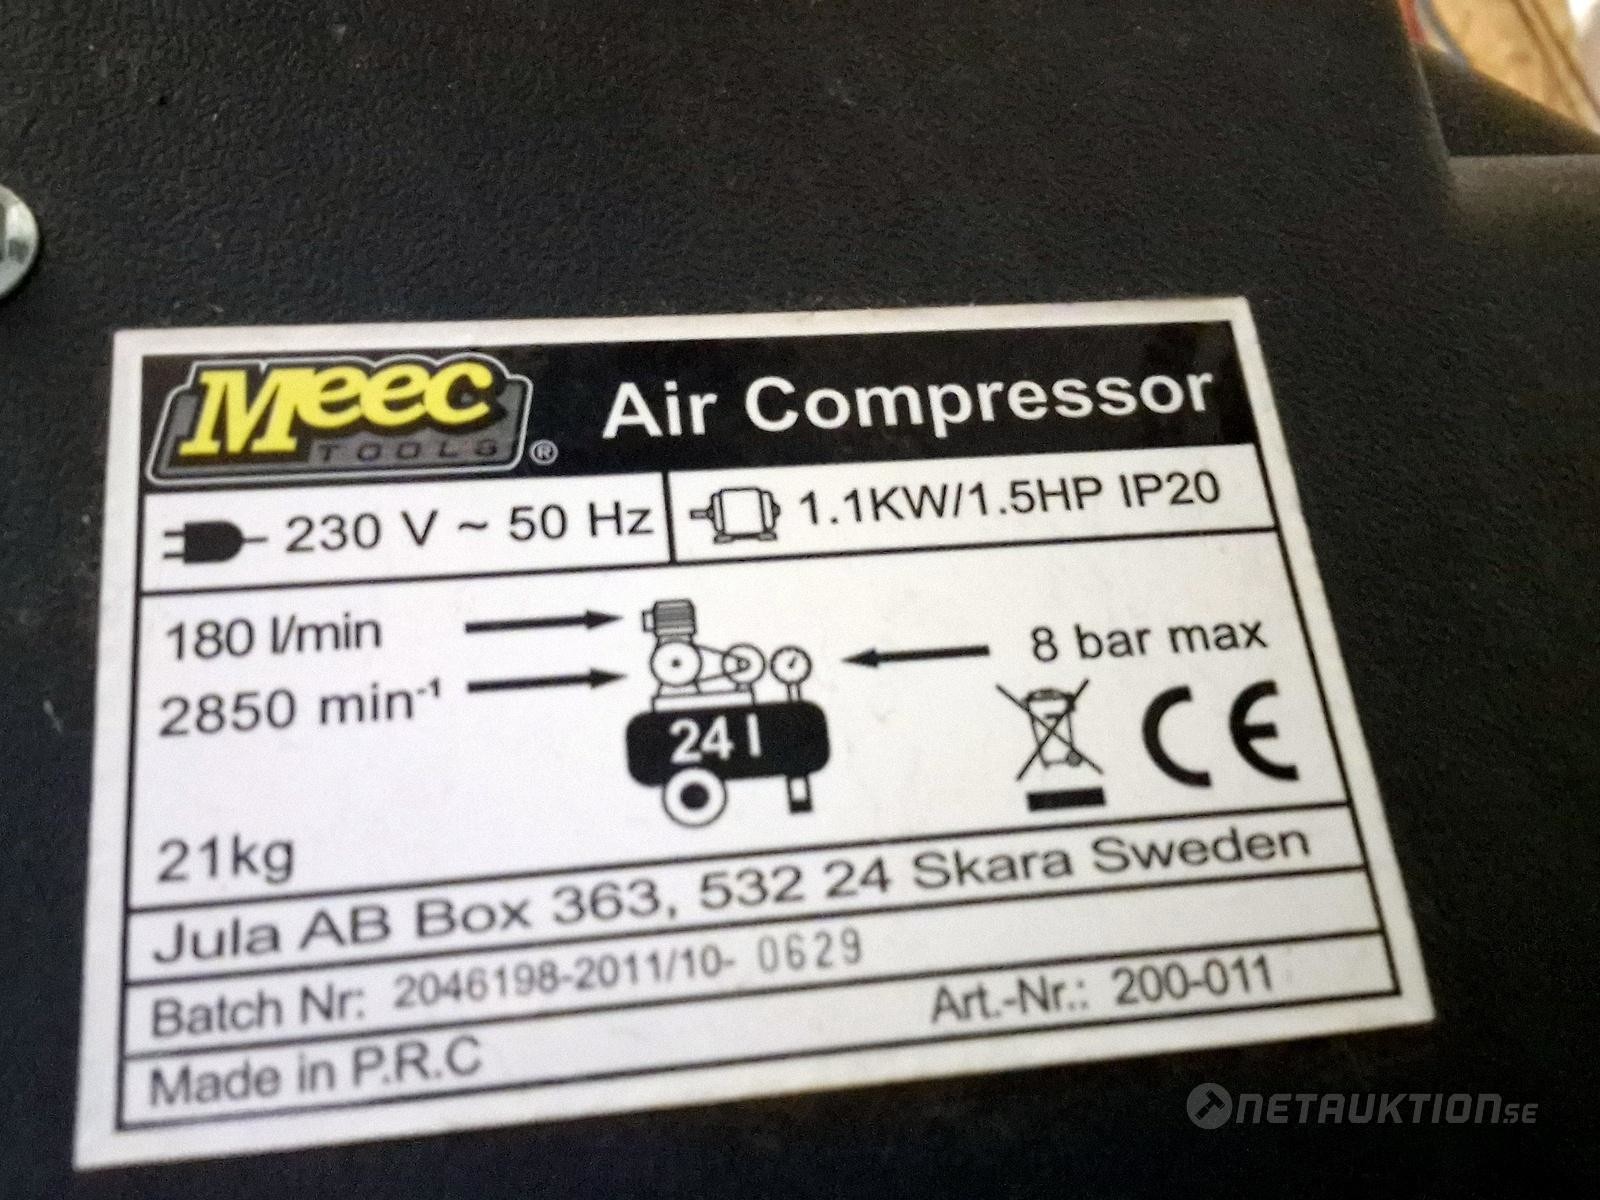 Meec
TOOLS ®
Air Compressor
230 V ~ 50 Hz
1.1KW/1.5HP IP20
180 l/min
2850 min⁻¹
8 bar max
24 l
CE
21kg
Jula AB Box 363, 532 24 Skara Sweden
Batch Nr: 2046198-2011/10- 0629
Art.-Nr.: 200-011
Made in P.R.C
NETAUKTION.SE